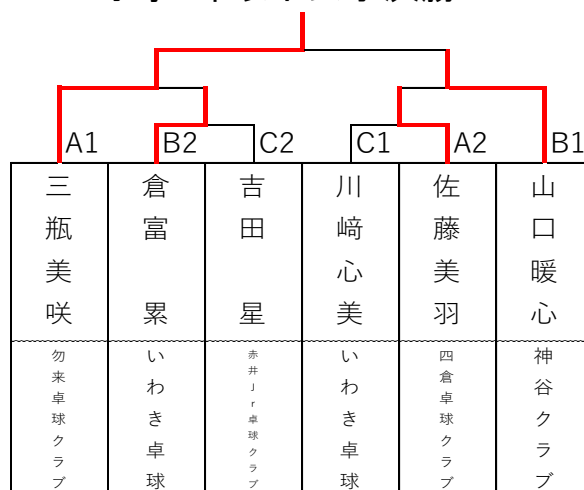 A1
B2
C2
C1
A2
B1
三瓶美咲
倉富 累
吉田 星
川﨑心美
佐藤美羽
山口暖心
勿来卓球クラブ
いわき卓球
赤井Jr卓球クラブ
いわき卓球
四倉卓球クラブ
神谷クラブ